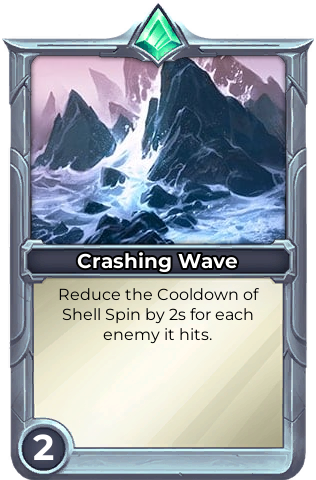 Crashing Wave
Reduce the Cooldown of
Shell Spin by 2s for each
enemy it hits.
2